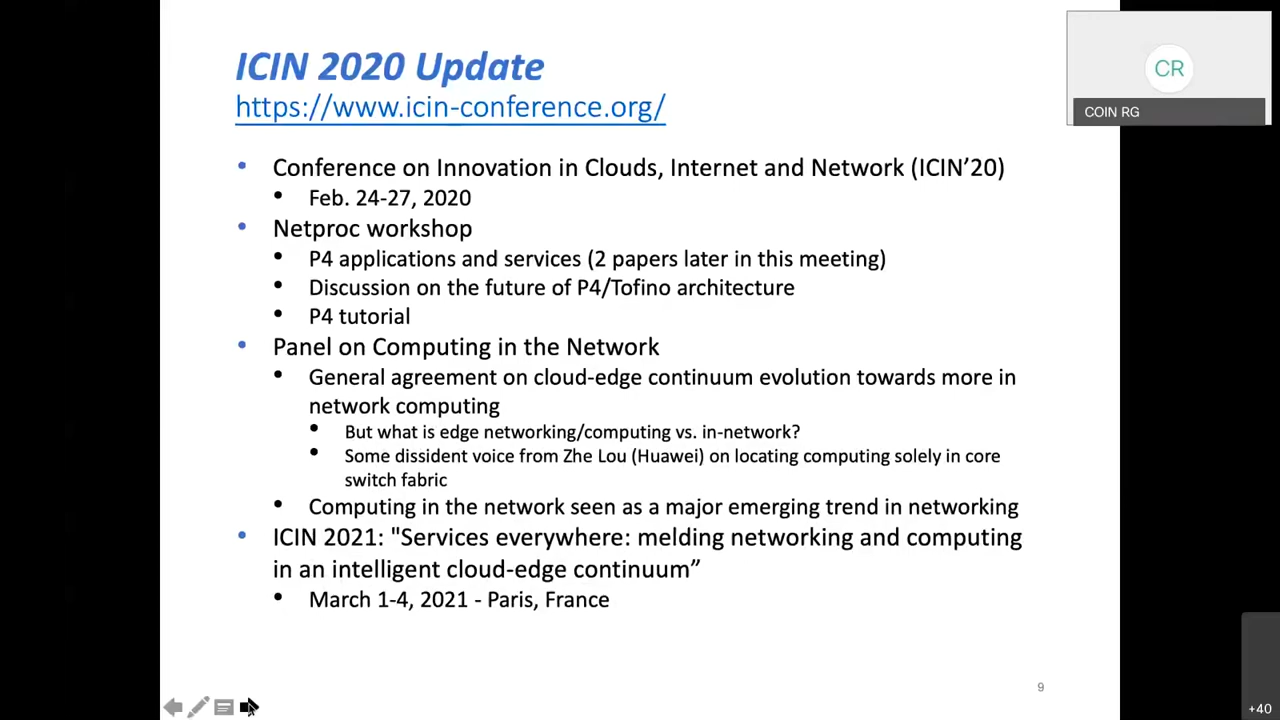 ICIN 2020 Update
https://www.icin-conference.org/
CR
COIN RG
• Conference on Innovation in Clouds, Internet and Network (ICIN’20)
• Feb. 24-27, 2020
• Netproc workshop
• P4 applications and services (2 papers later in this meeting)
• Discussion on the future of P4/Tofino architecture
• P4 tutorial
• Panel on Computing in the Network
• General agreement on cloud-edge continuum evolution towards more in
network computing
• But what is edge networking/computing vs. in-network?
• Some dissident voice from Zhe Lou (Huawei) on locating computing solely in core
switch fabric
• Computing in the network seen as a major emerging trend in networking
• ICIN 2021: "Services everywhere: melding networking and computing
in an intelligent cloud-edge continuum”
• March 1-4, 2021 - Paris, France
9
+40